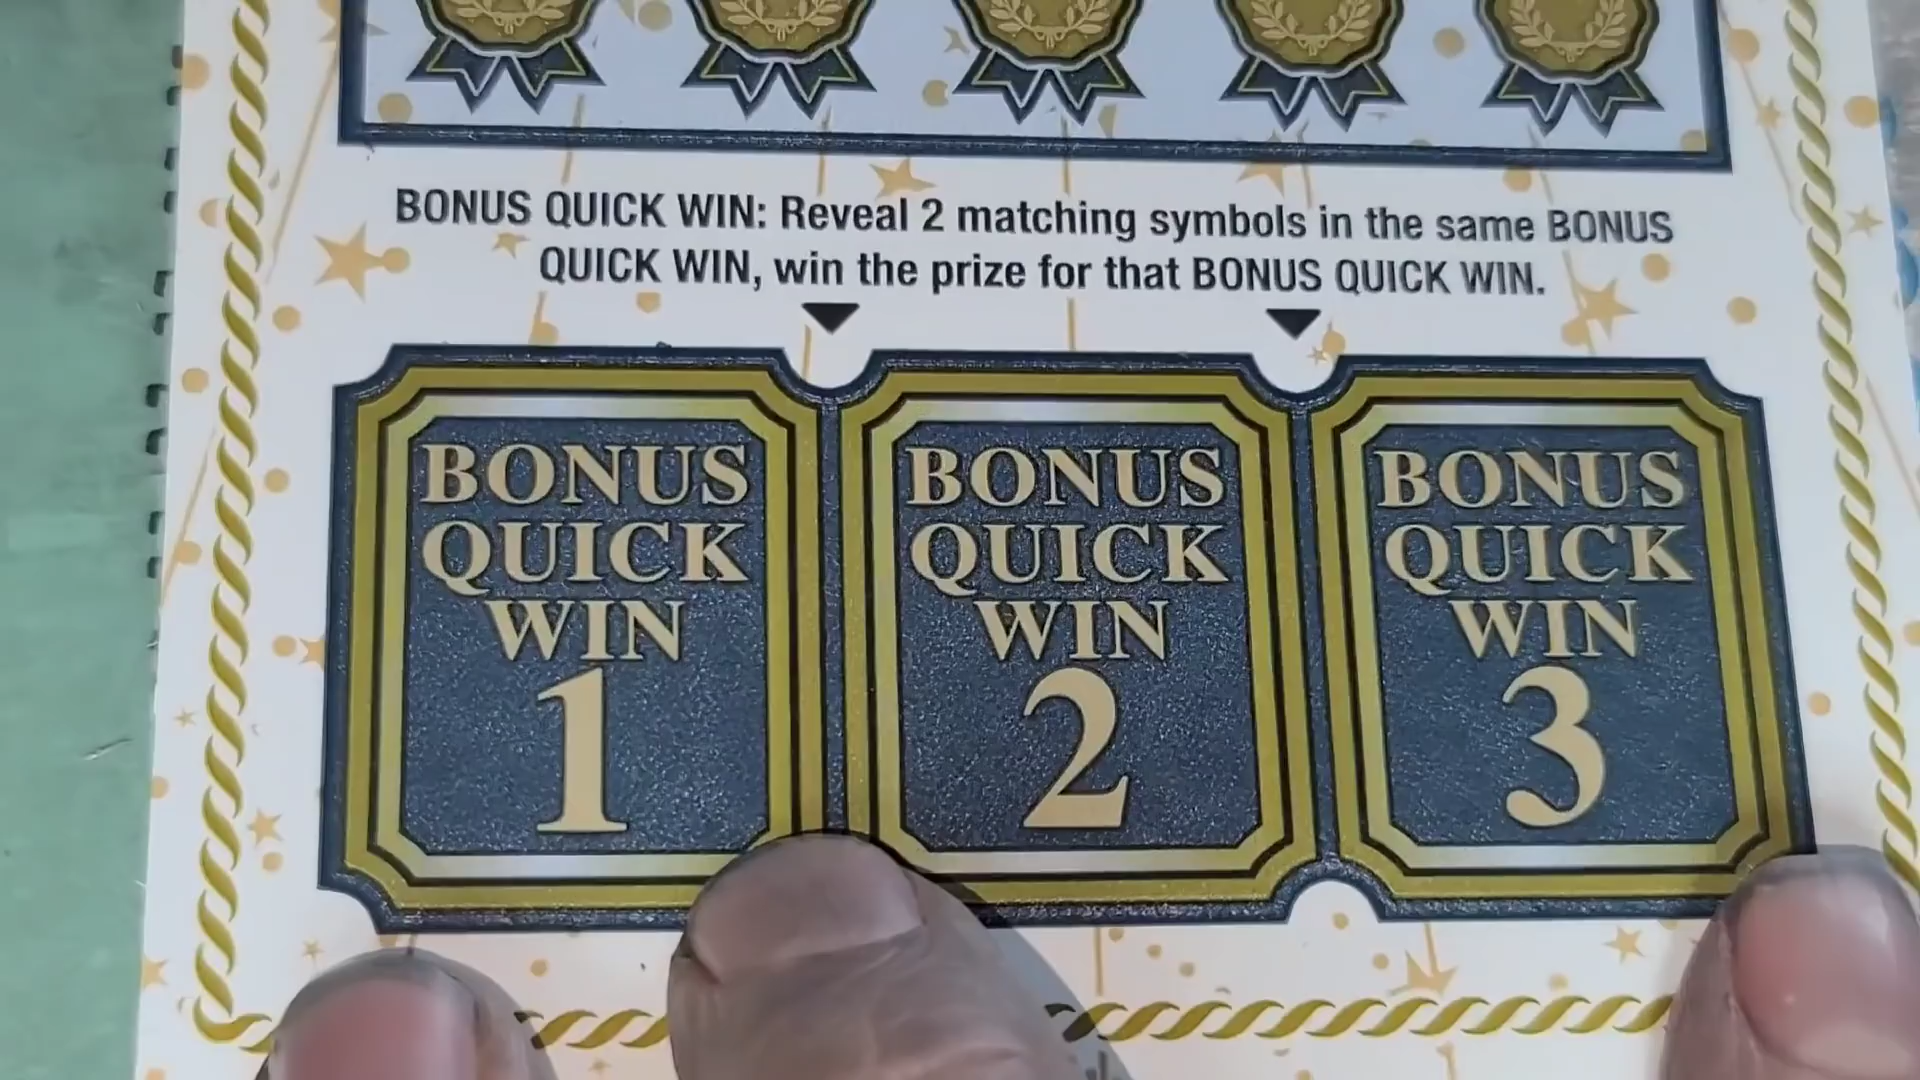 BONUS QUICK WIN: Reveal 2 matching symbols in the same BONUS
QUICK WIN, win the prize for that BONUS QUICK WIN.
BONUS
QUICK
WIN
1
BONUS
QUICK
WIN
2
BONUS
QUICK
WIN
3